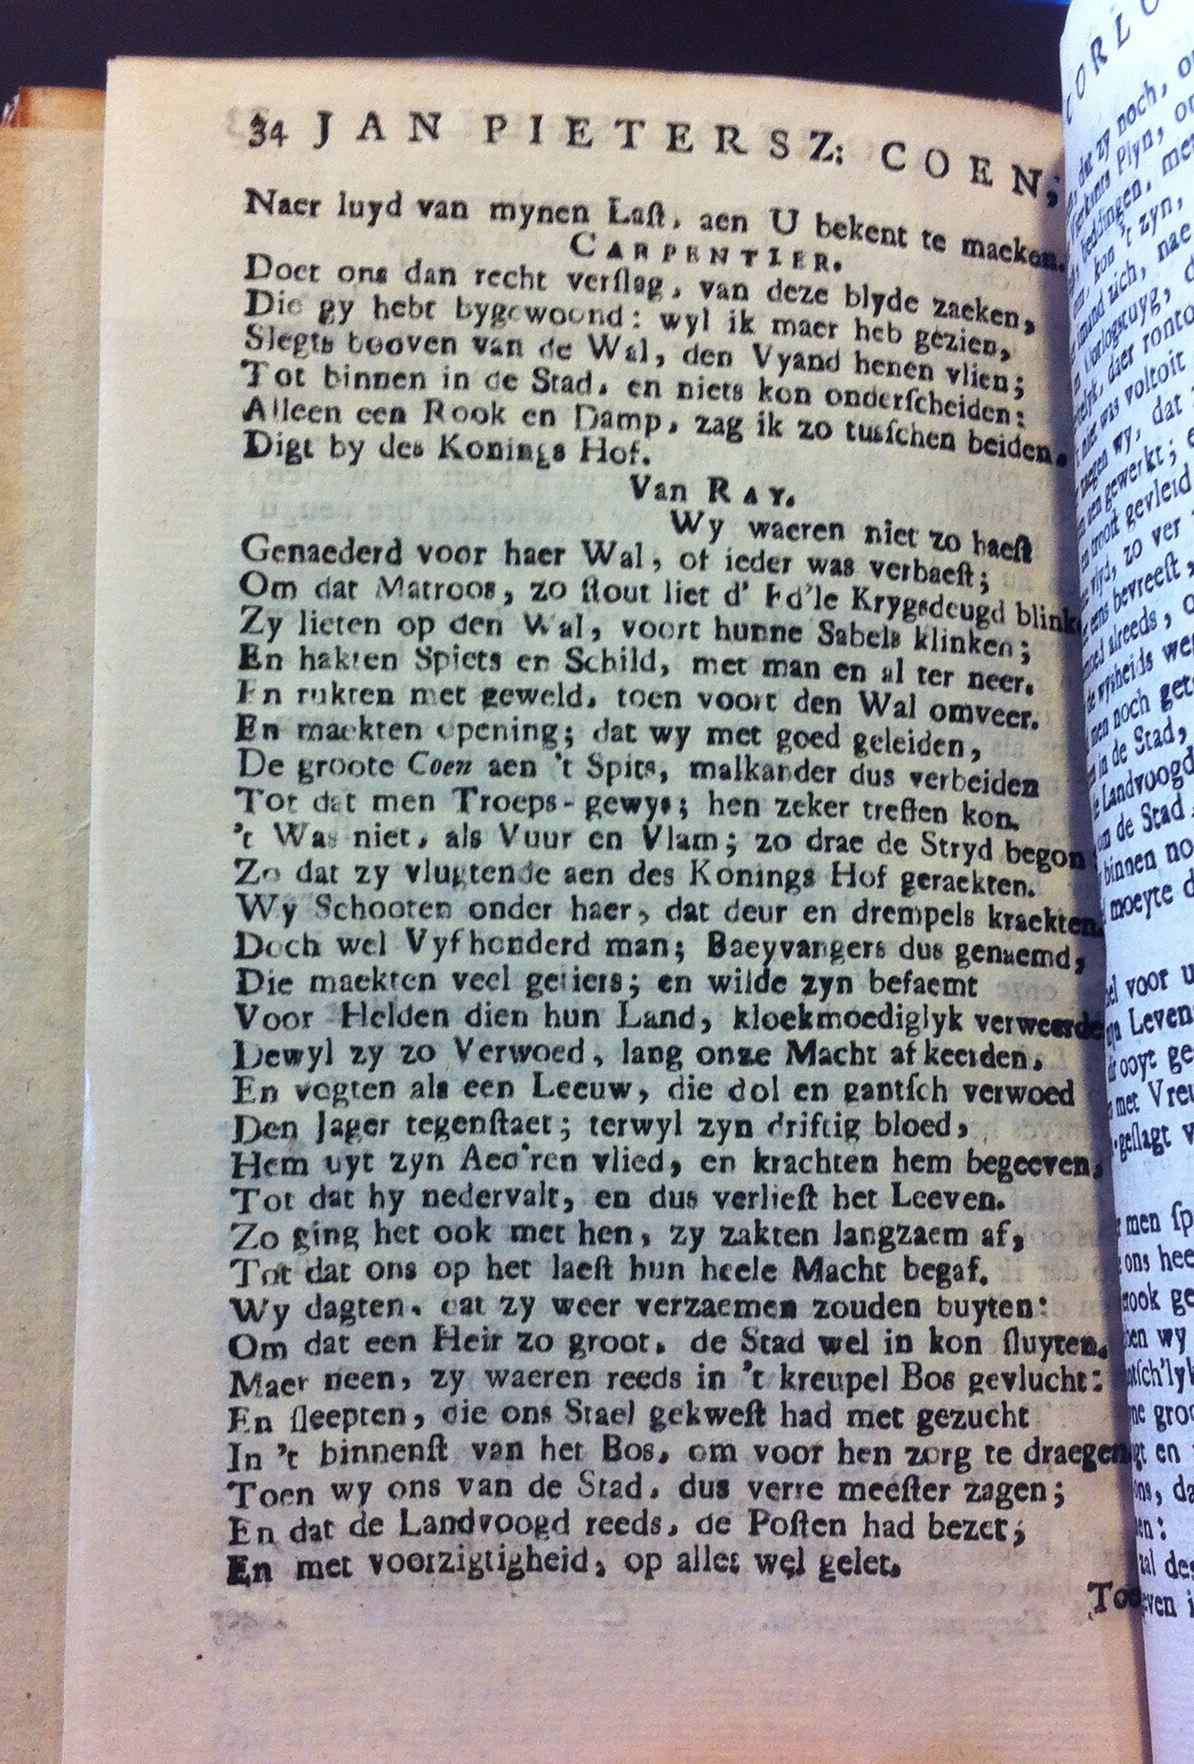 34 JAN PIETERSZ: COEN;
Naer luyd van mynen Laſt, aen U bekent te maeken.
CARPENTIER.
Doet ons dan recht verſlag, van deze blyde zaeken,
Die gy hebt bygewoond: wyl ik maer heb gezien,
Slegts booven van de Wal, den Vyand henen vlien;
Tot binnen in de Stad, en niets kon onderſcheiden:
Alleen een Rook en Damp, zag ik zo tusſchen beiden.
Digt by des Konings Hof.
Van RAY.
Wy waeren niet zo haeſt
Genaederd voor haer Wal, of ieder was verbaeſt;
Om dat Matroos, zo ſtout liet d' Ed'le Krygsdeugd blink
Zy lieten op den Wal, voort hunne Sabels klinken;
En hakten Spiets en Schild, met man en al ter neer.
En rukten met geweld, toen voort den Wal omveer.
En maekten opening; dat wy met goed geleiden,
De groote Coen aen 't Spits, malkander dus verbeiden
Tot dat men Troeps-gewys; hen zeker treffen kon.
't Was niet, als Vuur en Vlam; zo drae de Stryd begon
Zo dat zy vlugtende aen des Konings Hof geraekten.
Wy Schooten onder haer, dat deur en drempels kraekten.
Doch wel Vyfhonderd man; Baeyvangers dus genaemd,
Die maekten veel getiers; en wilde zyn befaemt
Voor Helden dien hun Land, kloekmoediglyk verweerde
Dewyl zy zo Verwoed, lang onze Macht afkeerden.
En vogten als een Leeuw, die dol en gantſch verwoed
Den Jager tegenſtaet; terwyl zyn driftig bloed,
Hem uyt zyn Aed'ren vlied, en krachten hem begeeven,
Tot dat hy nedervalt, en dus verlieſt het Leeven.
Zo ging het ook met hen, zy zakten langzaem af,
Tot dat ons op het laeſt hun heele Macht begaf.
Wy dagten, dat zy weer verzaemen zouden buyten:
Om dat een Heir zo groot, de Stad wel in kon ſluyten.
Maer neen, zy waeren reeds in 't kreupel Bos gevlucht:
En ſleepten, die ons Stael gekweſt had met gezucht
In 't binnenſt van het Bos, om voor hen zorg te draegen
Toen wy ons van de Stad, dus verre meeſter zagen;
En dat de Landvoogd reeds, de Poſten had bezet;
En met voorzigtigheid, op alles wel gelet.
Too